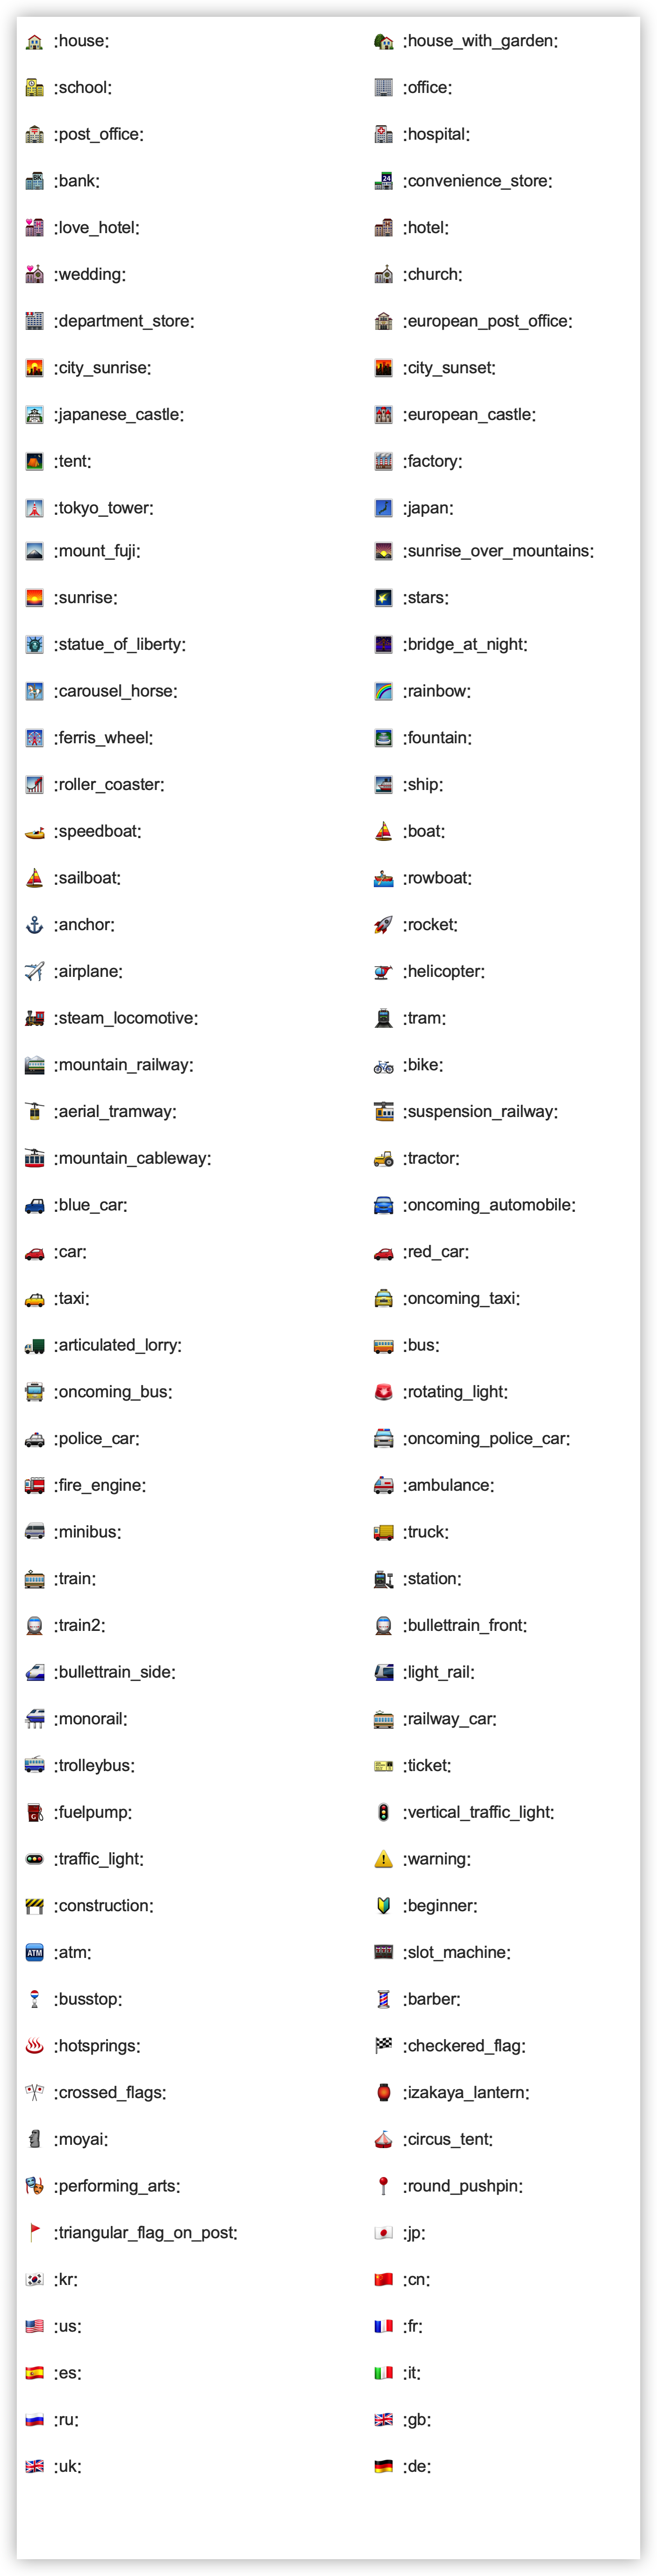 :house: :house_with_garden:
:school: :office:
:post_office: :hospital:
:bank: :convenience_store:
:love_hotel: :hotel:
:wedding: :church:
:department_store: :european_post_office:
:city_sunrise: :city_sunset:
:japanese_castle: :european_castle:
:tent: :factory:
:tokyo_tower: :japan:
:mount_fuji: :sunrise_over_mountains:
:sunrise: :stars:
:statue_of_liberty: :bridge_at_night:
:carousel_horse: :rainbow:
:ferris_wheel: :fountain:
:roller_coaster: :ship:
:speedboat: :boat:
:sailboat: :rowboat:
:anchor: :rocket:
:airplane: :helicopter:
:steam_locomotive: :tram:
:mountain_railway: :bike:
:aerial_tramway: :suspension_railway:
:mountain_cableway: :tractor:
:blue_car: :oncoming_automobile:
:car: :red_car:
:taxi: :oncoming_taxi:
:articulated_lorry: :bus:
:oncoming_bus: :rotating_light:
:police_car: :oncoming_police_car:
:fire_engine: :ambulance:
:minibus: :truck:
:train: :station:
:train2: :bullettrain_front:
:bullettrain_side: :light_rail:
:monorail: :railway_car:
:trolleybus: :ticket:
:fuelpump: :vertical_traffic_light:
:traffic_light: :warning:
:construction: :beginner:
ATM :atm: :slot_machine:
:busstop: :barber:
:hotsprings: :checkered_flag:
:crossed_flags: :izakaya_lantern:
:moyai: :circus_tent:
:performing_arts: :round_pushpin:
:triangular_flag_on_post: :jp:
:kr: :cn:
:us: :fr:
:es: :it:
:ru: :gb:
:uk: :de: